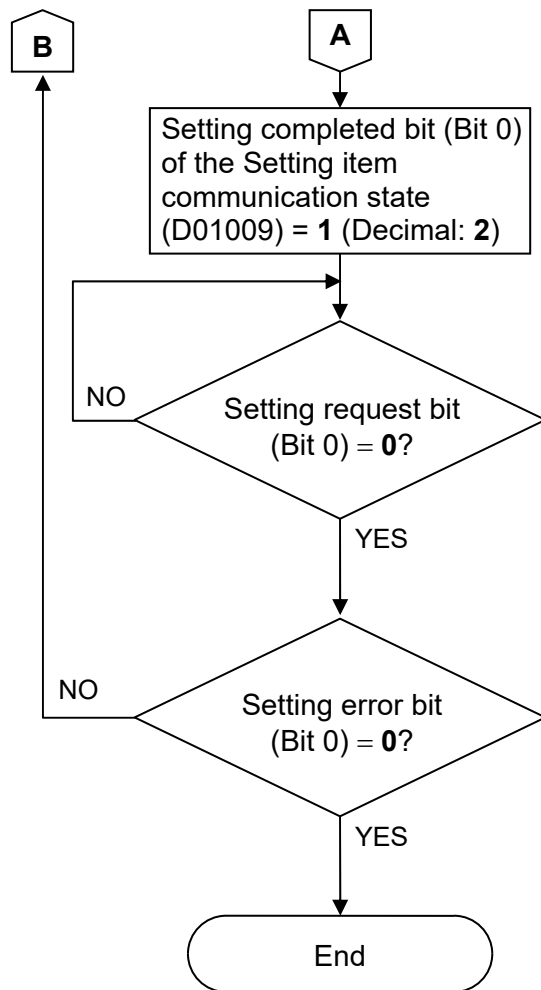 B
A
Setting completed bit (Bit 0)
of the Setting item
communication state
(D01009) = 1 (Decimal: 2)
NO
Setting request bit
(Bit 0) = 0?
YES
NO
Setting error bit
(Bit 0) = 0?
YES
End